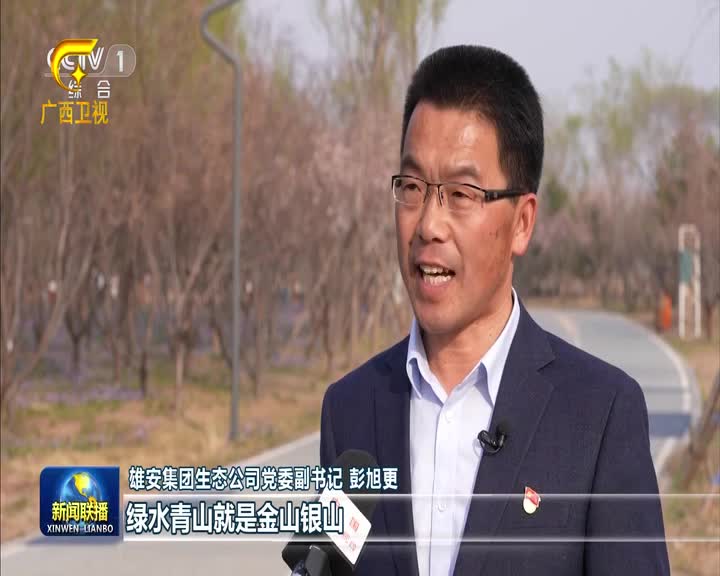 CCTV 1
综合
广西卫视
雄安集团生态公司党委副书记 彭旭更
绿水青山就是金山银山
新闻联播
XINWEN LIANBO